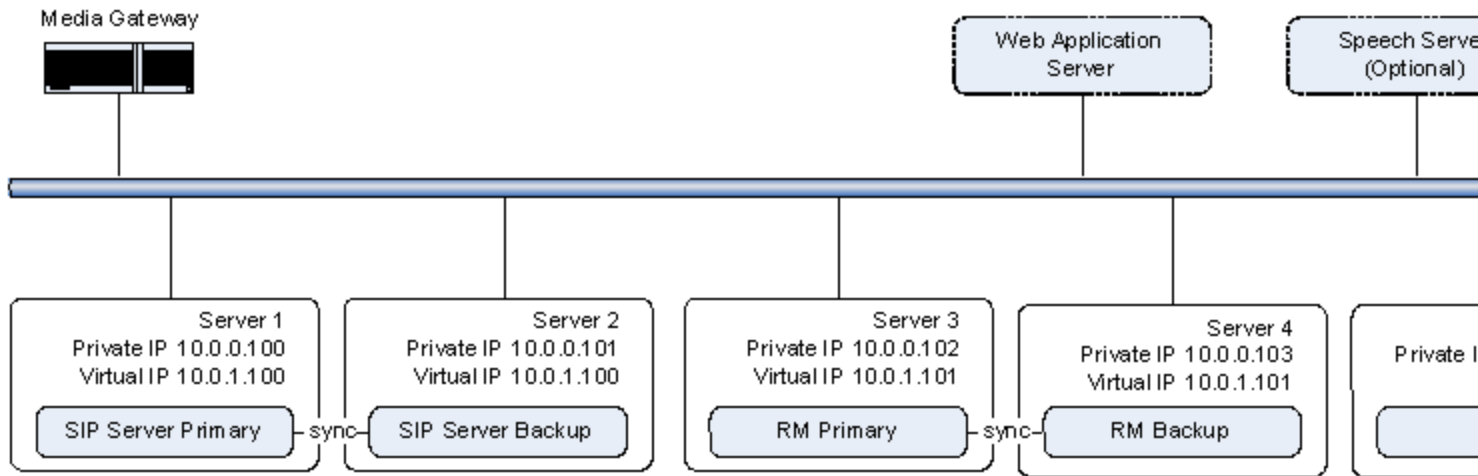 Media Gateway
Web Application
Server
Speech Serve
(Optional)
Server 1
Private IP 10.0.0.100
Virtual IP 10.0.1.100
SIP Server Primary
sync
Server 2
Private IP 10.0.0.101
Virtual IP 10.0.1.100
SIP Server Backup
Server 3
Private IP 10.0.0.102
Virtual IP 10.0.1.101
RM Primary
sync
Server 4
Private IP 10.0.0.103
Virtual IP 10.0.1.101
RM Backup
Private I